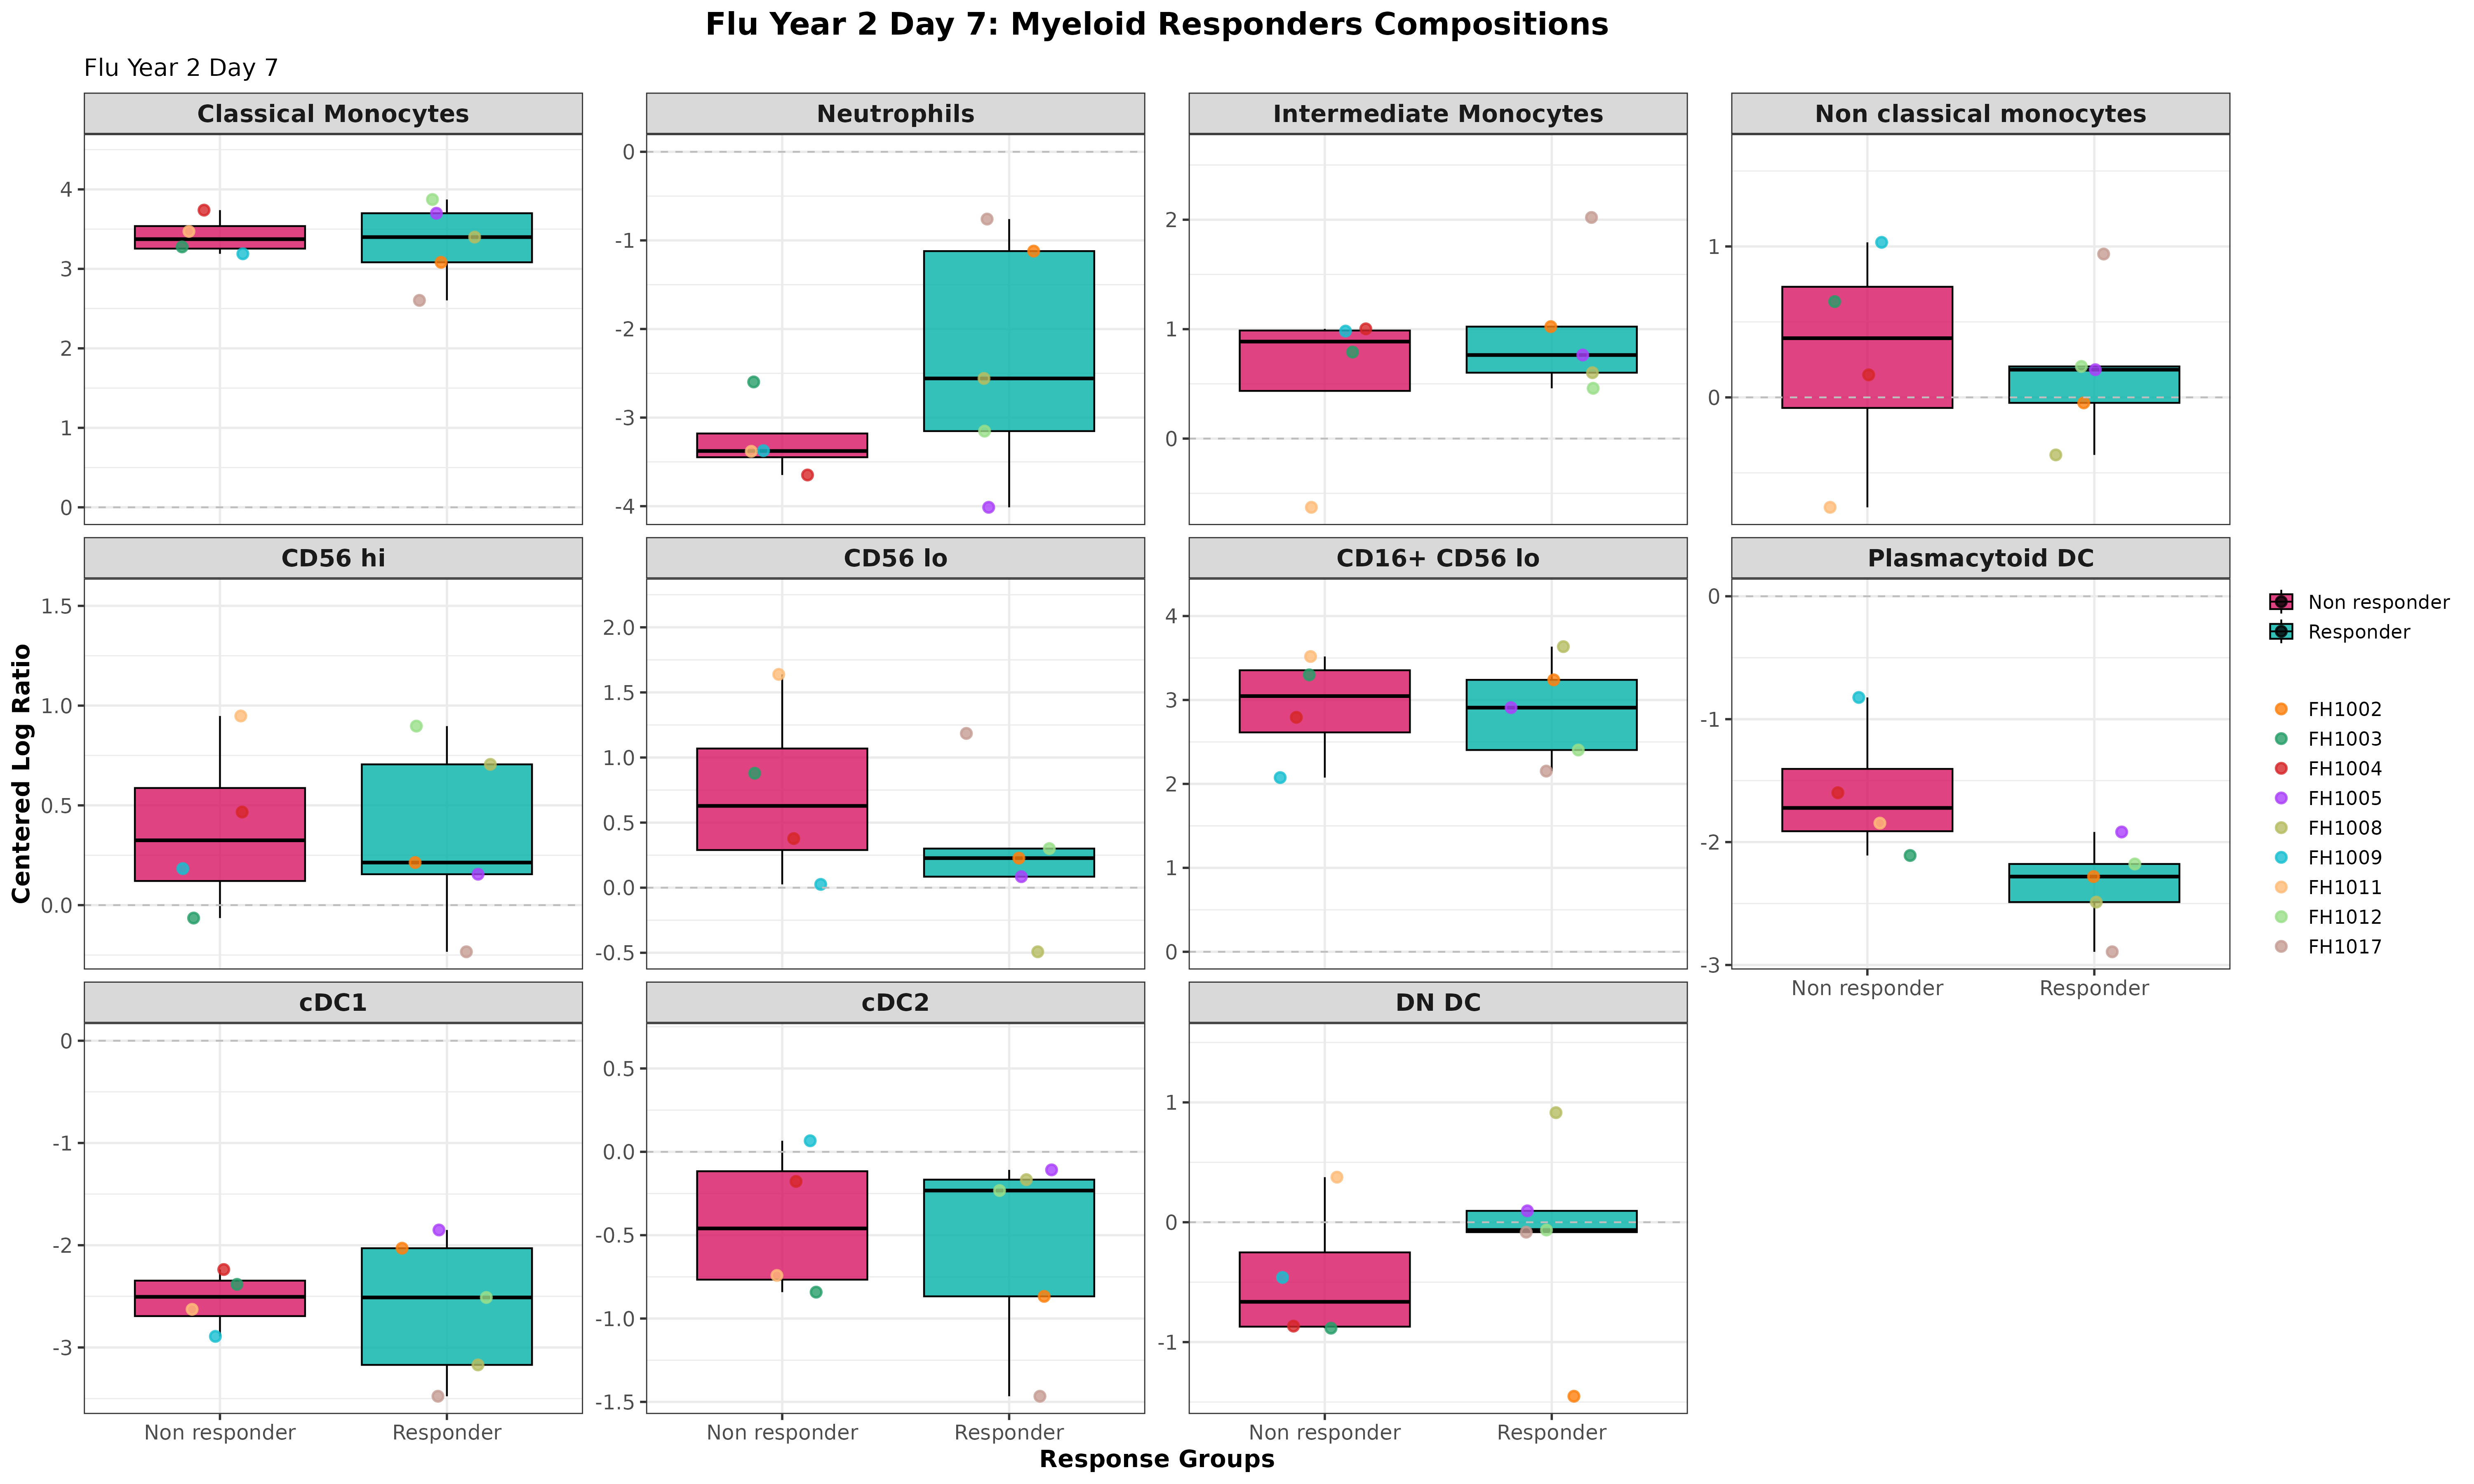 Flu Year 2 Day 7: Myeloid Responders Compositions
Flu Year 2 Day 7
Classical Monocytes
Neutrophils
Intermediate Monocytes
Non classical monocytes
4
3
2
1
0
0
-1
-2
-3
-4
2
1
0
1
0
CD56 hi
CD56 lo
CD16+ CD56 lo
Plasmacytoid DC
1.5
1.0
0.5
0.0
2.0
1.5
1.0
0.5
0.0
-0.5
4
3
2
1
0
0
-1
-2
-3
Non responder
Responder
cDC1
cDC2
DN DC
0
-1
-2
-3
0.5
0.0
-0.5
-1.0
-1.5
1
0
-1
Non responder
Responder
Non responder
Responder
Non responder
Responder
Response Groups
Centered Log Ratio
Non responder
Responder
FH1002
FH1003
FH1004
FH1005
FH1008
FH1009
FH1011
FH1012
FH1017